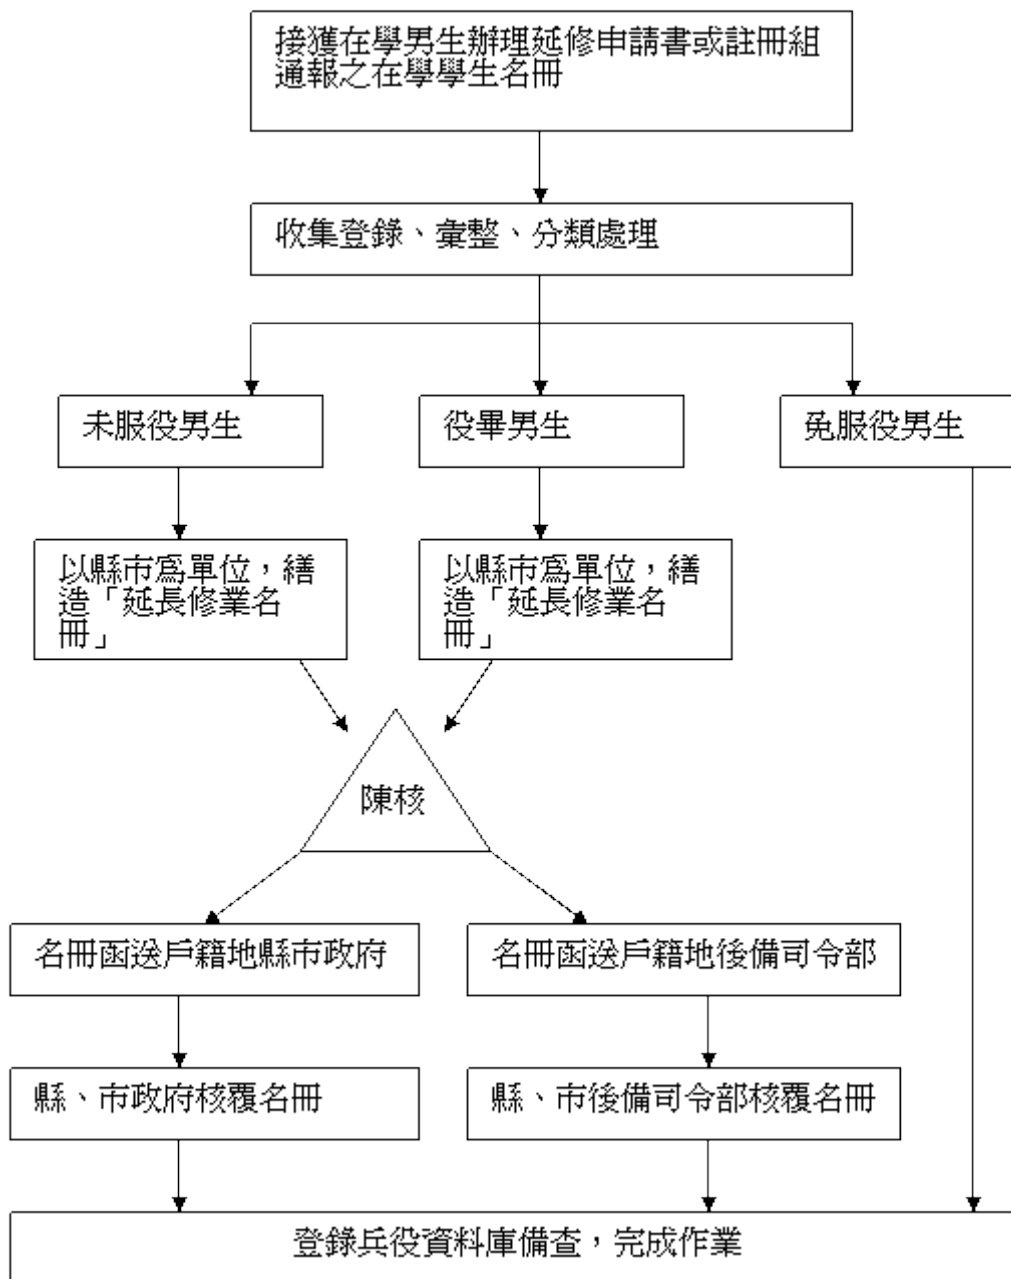 接獲在學男生辦理延修申請書或註冊組
通報之在學學生名冊
收集登錄、彙整、分類處理
未服役男生
役畢男生
免服役男生
以縣市為單位，繕
造「延長修業名
冊」
以縣市為單位，繕
造「延長修業名
冊」
陳核
名冊函送戶籍地縣市政府
名冊函送戶籍地後備司令部
縣、市政府核覆名冊
縣、市後備司令部核覆名冊
登錄兵役資料庫備查，完成作業